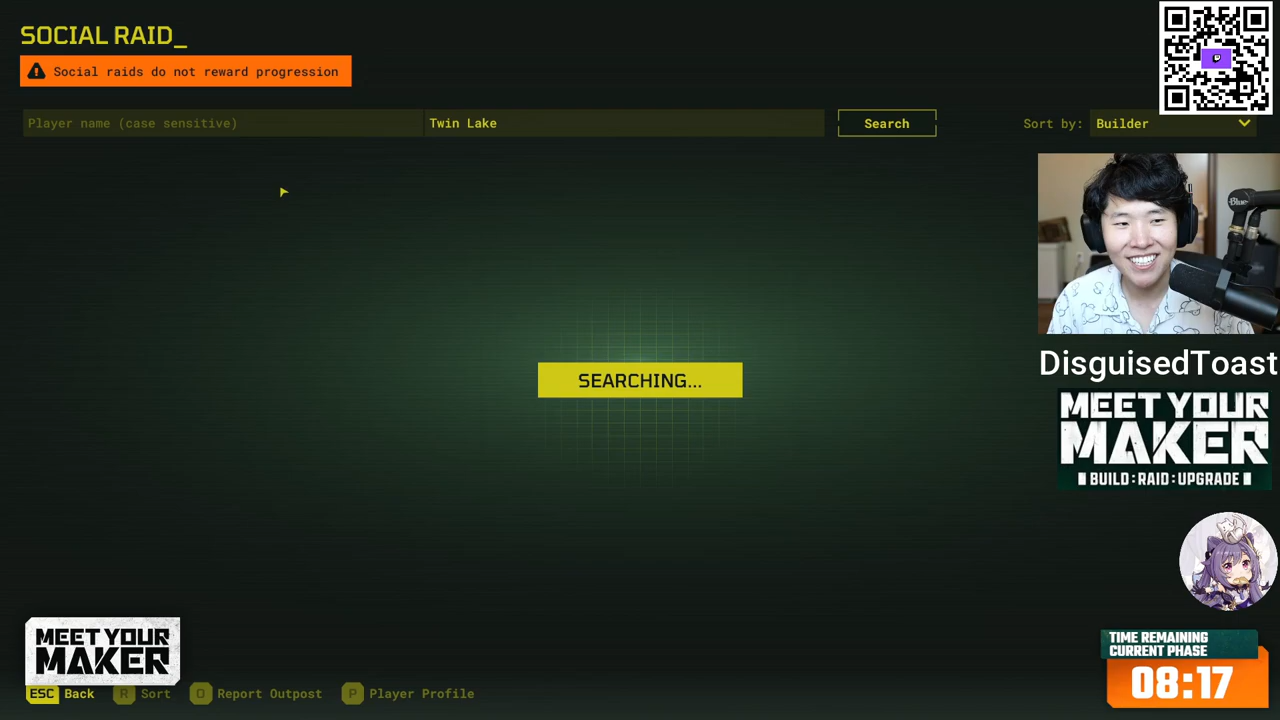 SOCIAL RAID_
Social raids do not reward progression
Player name (case sensitive)
Twin Lake
Search
Sort by:
Builder
Blue
SEARCHING...
DisguisedToast
MEET YOUR
MAKER
BUILD:RAID:UPGRADE
MEET YOUR
MAKER
TIME REMAINING
CURRENT PHASE
08:17
ESC Back
R Sort
O Report Outpost
P Player Profile